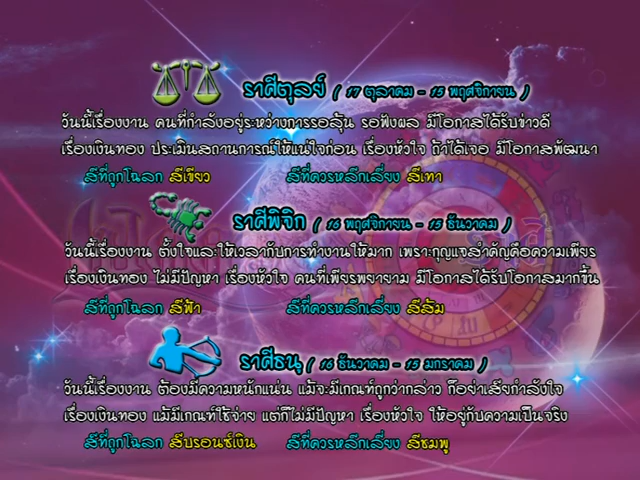 ราศีตุลย์ ( 17 ตุลาคม - 15 พฤศจิกายน )
วันนี้เรื่องงาน คนที่กำลังอยู่ระหว่างการรอลุ้น รอฟังผล มีโอกาสได้รับข่าวดี
เรื่องเงินทอง ประเมินสถานการณ์ให้แน่ใจก่อน เรื่องหัวใจ ถ้าได้เจอ มีโอกาสพัฒนา
สีที่ถูกโฉลก สีเขียว สีที่ควรหลีกเลี่ยง สีเทา
ราศีพิจิก ( 16 พฤศจิกายน - 15 ธันวาคม )
วันนี้เรื่องงาน ตั้งใจและให้เวลากับการทำงานให้มาก เพราะกุญแจสำคัญคือความเพียร
เรื่องเงินทอง ไม่มีปัญหา เรื่องหัวใจ คนที่เพียรพยายาม มีโอกาสได้รับโอกาสมากขึ้น
สีที่ถูกโฉลก สีฟ้า สีที่ควรหลีกเลี่ยง สีส้ม
ราศีธนู ( 16 ธันวาคม - 15 มกราคม )
วันนี้เรื่องงาน ต้องมีความหนักแน่น แม้จะมีเกณฑ์ถูกว่ากล่าว ก็อย่าเสียกำลังใจ
เรื่องเงินทอง แม้มีเกณฑ์ใช้จ่าย แต่ก็ไม่มีปัญหา เรื่องหัวใจ ให้อยู่กับความเป็นจริง
สีที่ถูกโฉลก สีบรอนซ์เงิน สีที่ควรหลีกเลี่ยง สีชมพู